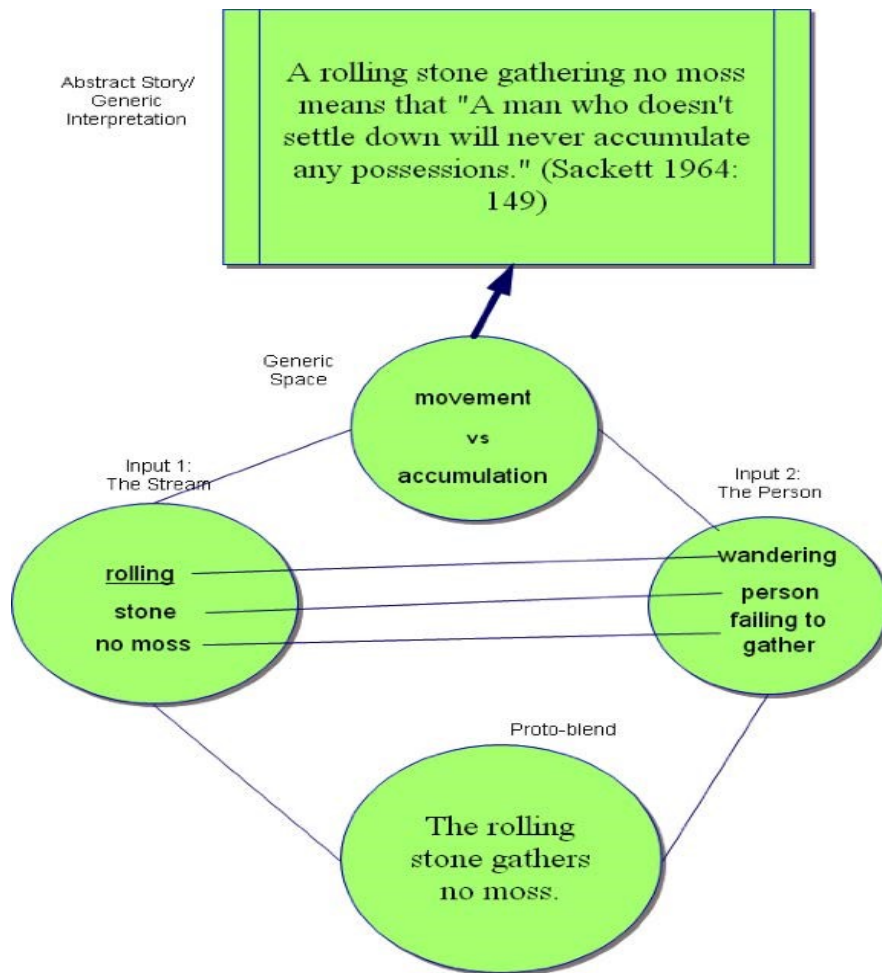 Abstract Story/
Generic
Interpretation
A rolling stone gathering no moss
means that "A man who doesn't
settle down will never accumulate
any possessions." (Sackett 1964:
149)
Generic
Space
movement
vs
accumulation
Input 1:
The Stream
rolling
stone
no moss
Input 2:
The Person
wandering
person
failing to
gather
Proto-blend
The rolling
stone gathers
no moss.